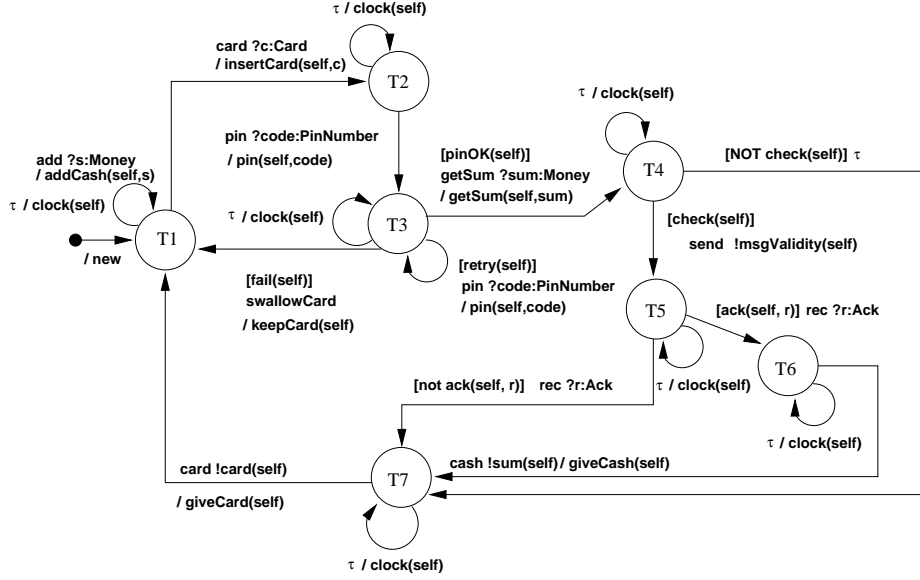 τ / clock(self)
card ?c:Card
/ insertCard(self,c)
T2
τ / clock(self)
pin ?code:PinNumber
/ pin(self,code)
[pinOK(self)]
getSum ?sum:Money
/ getSum(self,sum)
T4
[NOT check(self)] τ
add ?s:Money
/ addCash(self,s)
τ / clock(self)
T1
/ new
τ / clock(self)
T3
[check(self)]
send !msgValidity(self)
[fail(self)]
swallowCard
/ keepCard(self)
[retry(self)]
pin ?code:PinNumber
/ pin(self,code)
T5
[ack(self, r)] rec ?r:Ack
T6
τ / clock(self)
[not ack(self, r)] rec ?r:Ack
τ / clock(self)
card !card(self)
/ giveCard(self)
T7
cash !sum(self) / giveCash(self)
τ / clock(self)